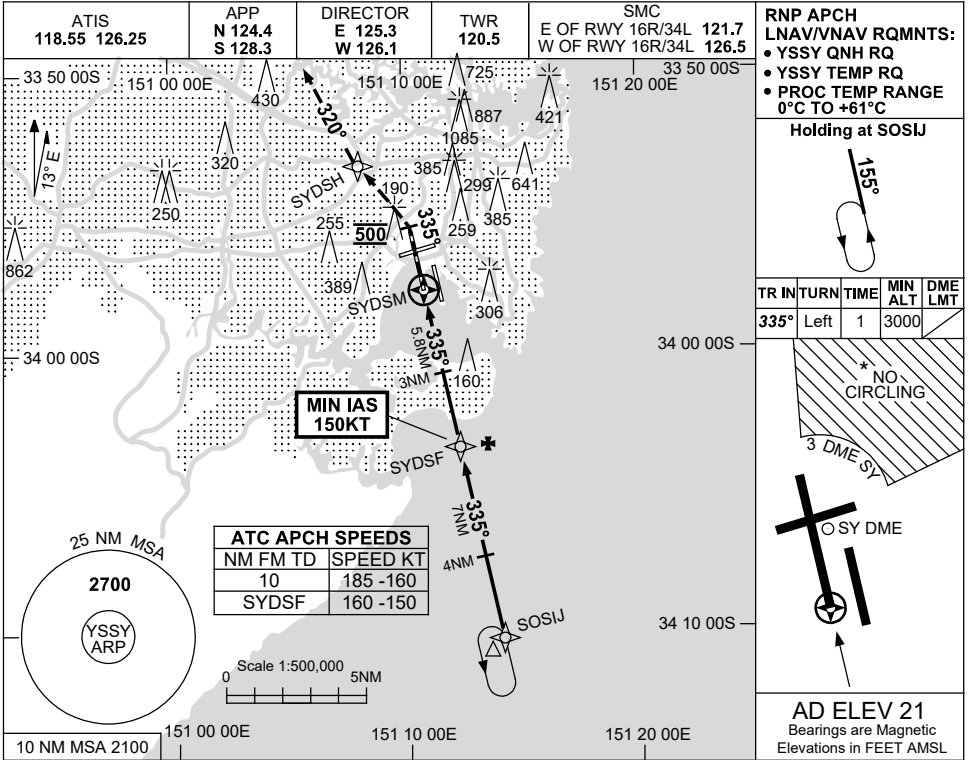 ATIS
118.55 126.25
APP
N 124.4
S 128.3
DIRECTOR
E 125.3
W 126.1
TWR
120.5
SMC
E OF RWY 16R/34L 121.7
W OF RWY 16R/34L 126.5
RNP APCH
LNAV/VNAV RQMNTS:
• YSSY QNH RQ
• YSSY TEMP RQ
• PROC TEMP RANGE
0°C TO +61°C
33 50 00S
151 00 00E
151 10 00E
151 20 00E
33 50 00S
430
725
887
421
1085
320
13° E
320°
385
299
641
SYDSH
190
250
385
335°
255
500
259
862
389
SYDSM
306
34 00 00S
335°
5.8NM
34 00 00S
3NM
160
MIN IAS
150KT
SYDSF
335°
7NM
4NM
SOSIJ
34 10 00S
ATC APCH SPEEDS
NM FM TD SPEED KT
10 185 -160
SYDSF 160 -150
25 NM MSA
2700
YSSY
ARP
Scale 1:500,000
0 5NM
10 NM MSA 2100
151 00 00E
151 10 00E
151 20 00E
Holding at SOSIJ
155°
TR IN TURN TIME MIN ALT DME LMT
335° Left 1 3000
* NO
CIRCLING
3 DME SY
SY DME
AD ELEV 21
Bearings are Magnetic
Elevations in FEET AMSL